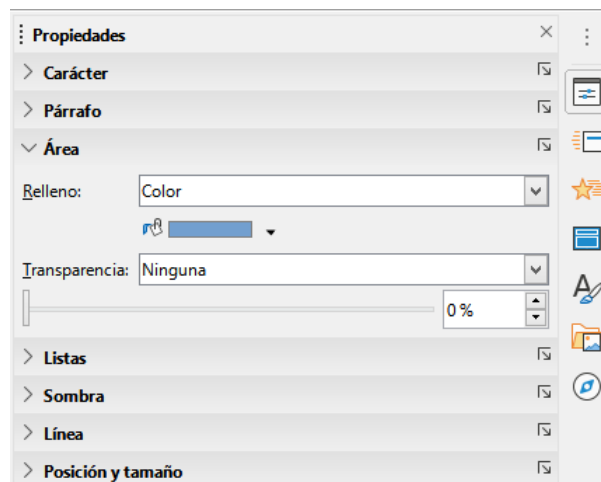 Propiedades
Carácter
Párrafo
Área
Relleno: Color
Transparencia: Ninguna
0 %
Listas
Sombra
Línea
Posición y tamaño